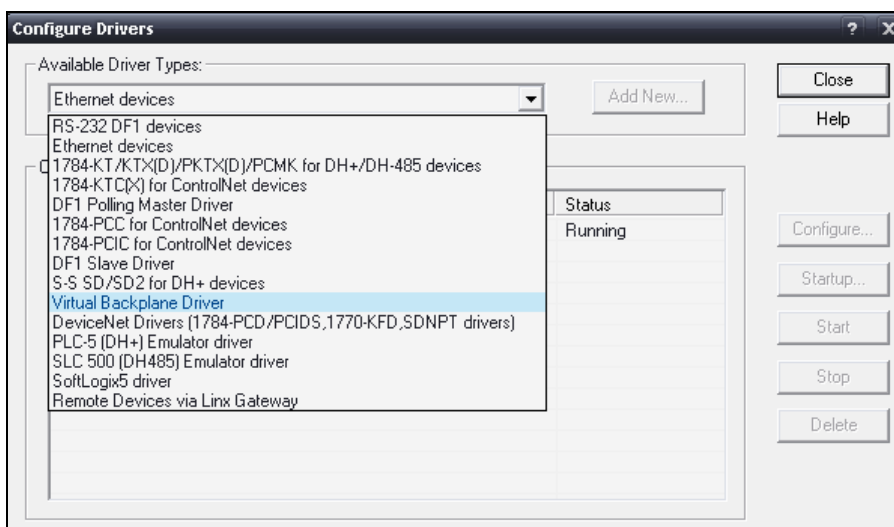 Configure Drivers
Available Driver Types:
Ethernet devices
Add New...
Close
Help
RS-232 DF1 devices
Ethernet devices
1784-KT/KTX(D)/PKTX(D)/PCMK for DH+/DH-485 devices
1784-KTC(X) for ControlNet devices
DF1 Polling Master Driver
1784-PCC for ControlNet devices
1784-PCIC for ControlNet devices
DF1 Slave Driver
S-S SD/SD2 for DH+ devices
Virtual Backplane Driver
DeviceNet Drivers (1784-PCD/PCIDS,1770-KFD,SDNPT drivers)
PLC-5 (DH+) Emulator driver
SLC 500 (DH485) Emulator driver
SoftLogix5 driver
Remote Devices via Linx Gateway
Status
Running
Configure...
Startup...
Start
Stop
Delete